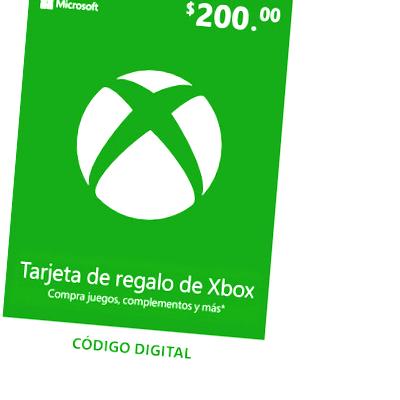 Microsoft
$200.00
Tarjeta de regalo de Xbox
Compra juegos, complementos y más*
CÓDIGO DIGITAL